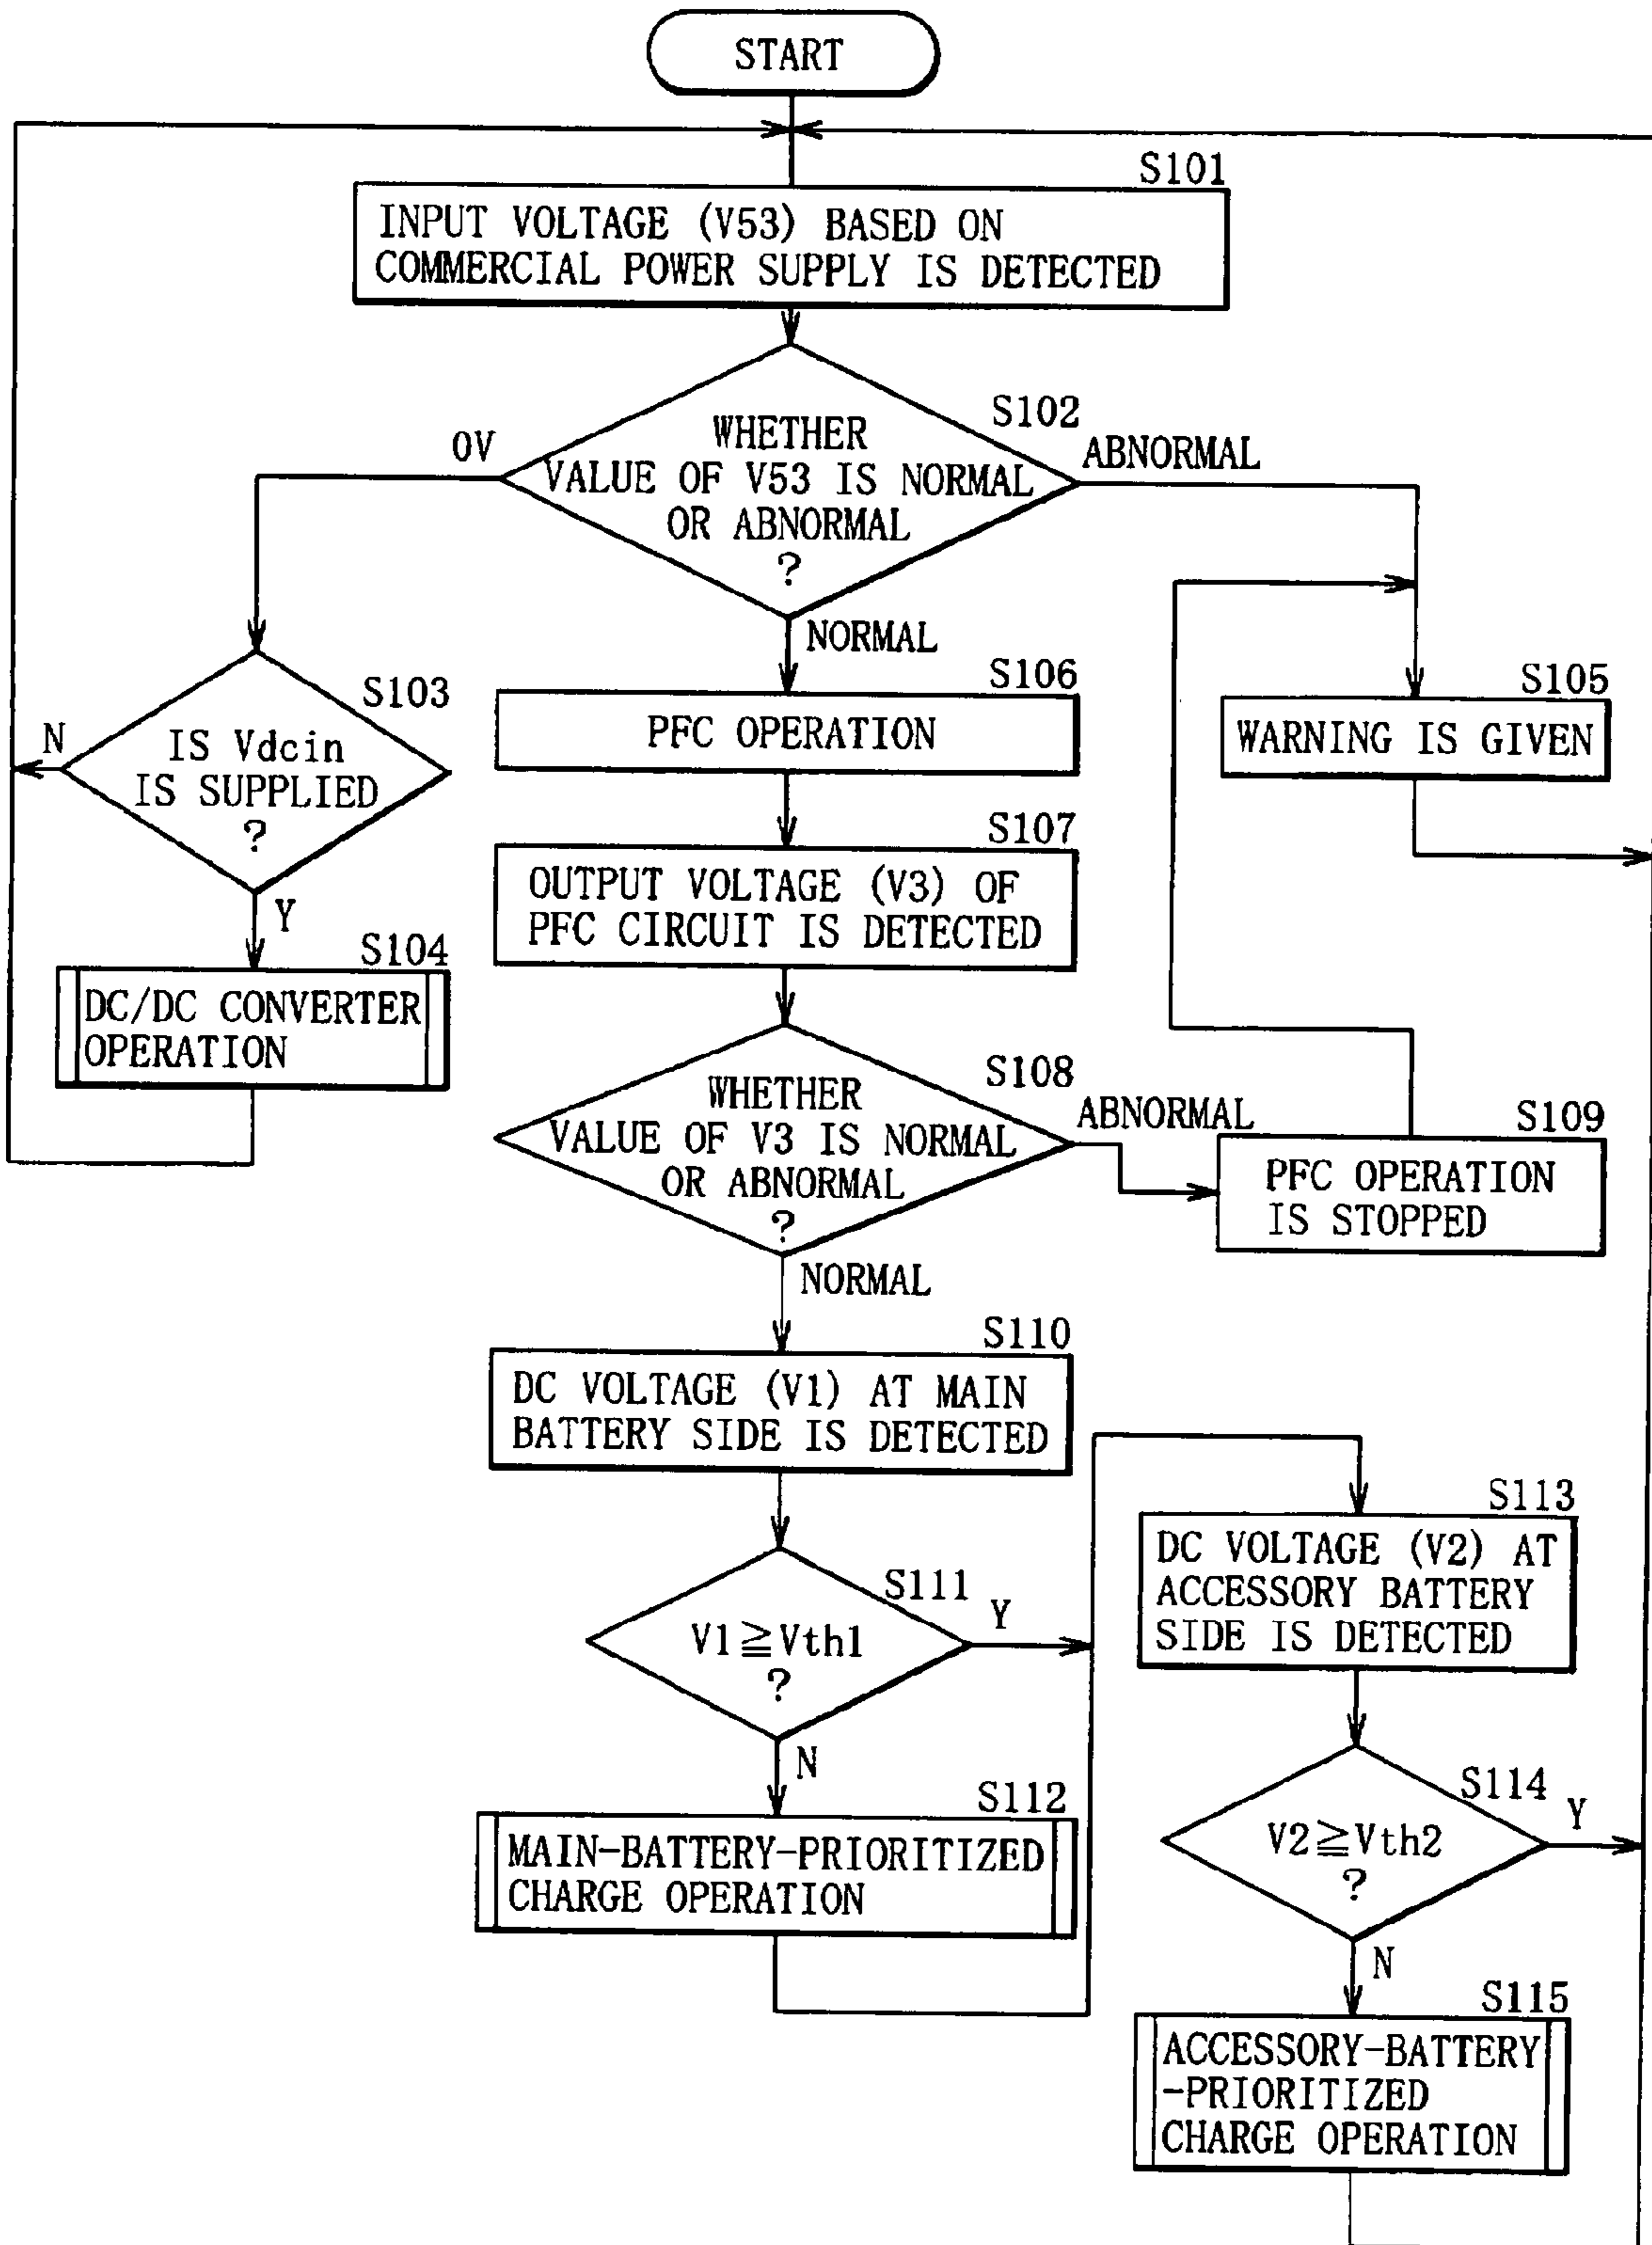 START
S101
INPUT VOLTAGE (V53) BASED ON
COMMERCIAL POWER SUPPLY IS DETECTED
S102
0V
WHETHER
VALUE OF V53 IS NORMAL
OR ABNORMAL
?
ABNORMAL
NORMAL
S103
N
IS Vdcin
IS SUPPLIED
?
Y
S106
PFC OPERATION
S105
WARNING IS GIVEN
S107
OUTPUT VOLTAGE (V3) OF
PFC CIRCUIT IS DETECTED
S104
DC/DC CONVERTER
OPERATION
S108
WHETHER
VALUE OF V3 IS NORMAL
OR ABNORMAL
?
ABNORMAL
S109
PFC OPERATION
IS STOPPED
NORMAL
S110
DC VOLTAGE (V1) AT MAIN
BATTERY SIDE IS DETECTED
S111
V1≧Vth1
?
Y
N
S112
MAIN-BATTERY-PRIORITIZED
CHARGE OPERATION
S113
DC VOLTAGE (V2) AT
ACCESSORY BATTERY
SIDE IS DETECTED
S114
V2≧Vth2
?
Y
N
S115
ACCESSORY-BATTERY
-PRIORITIZED
CHARGE OPERATION